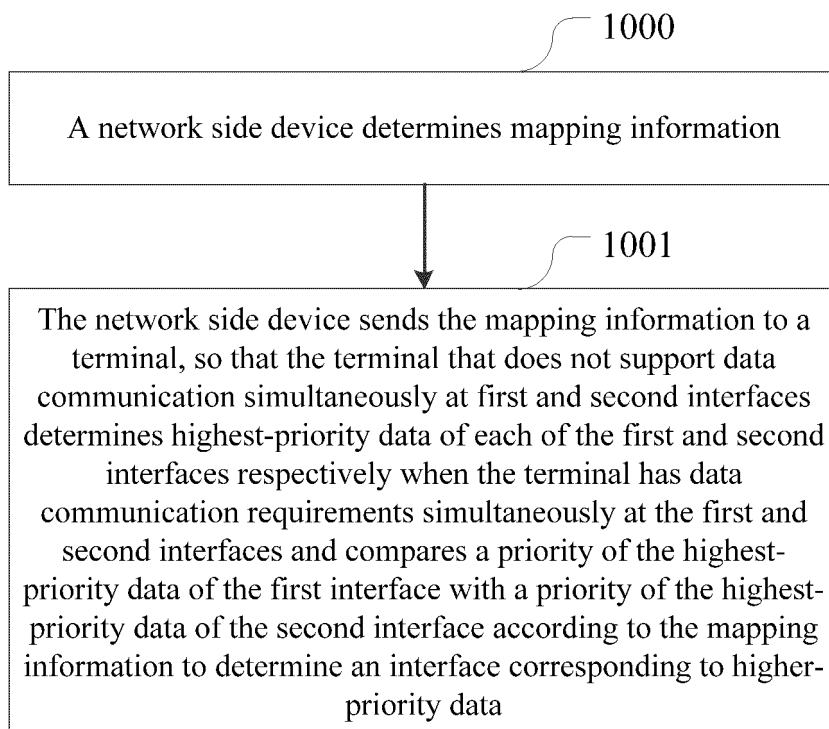 1000
A network side device determines mapping information
1001
The network side device sends the mapping information to a
terminal, so that the terminal that does not support data
communication simultaneously at first and second interfaces
determines highest-priority data of each of the first and second
interfaces respectively when the terminal has data
communication requirements simultaneously at the first and
second interfaces and compares a priority of the highest-
priority data of the first interface with a priority of the highest-
priority data of the second interface according to the mapping
information to determine an interface corresponding to higher-
priority data